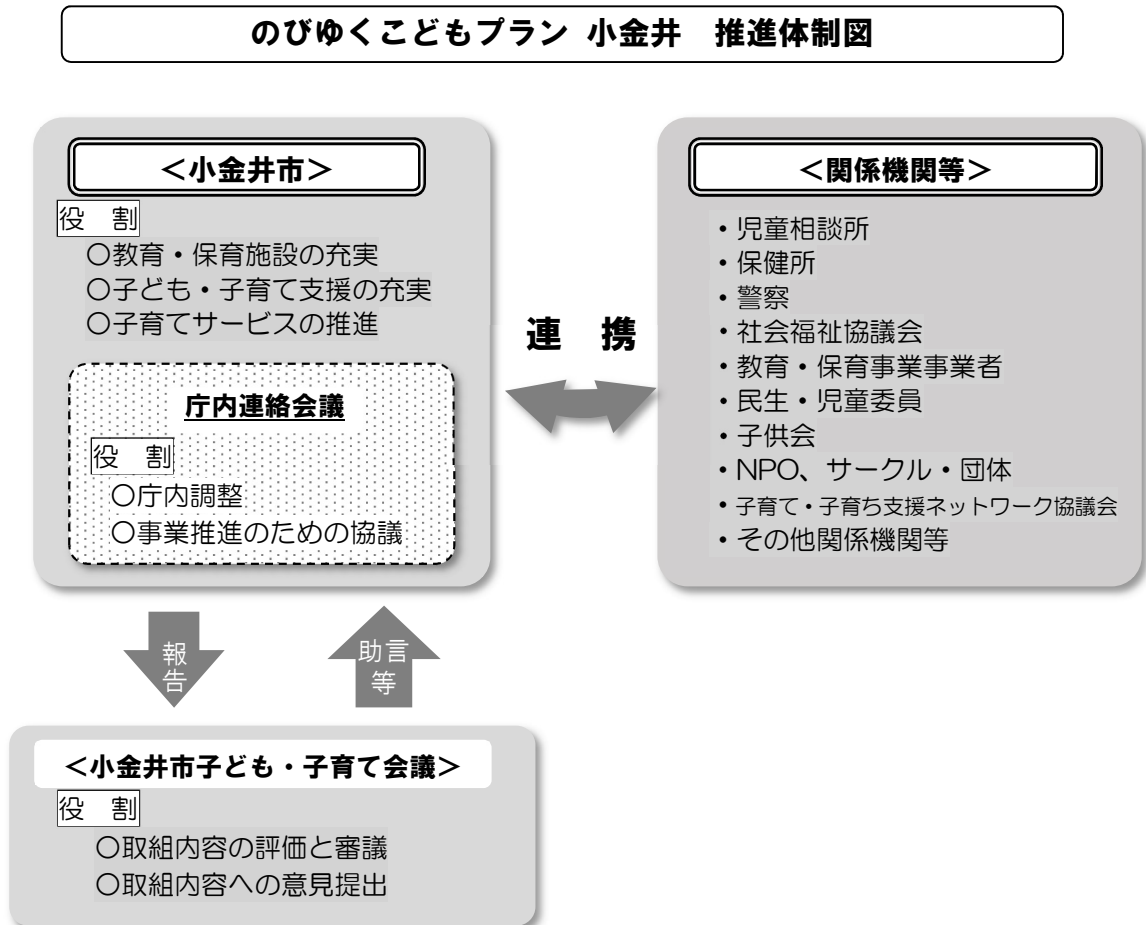 のびゆくこどもプラン 小金井　推進体制図
＜小金井市＞
役　割
〇教育・保育施設の充実
〇子ども・子育て支援の充実
〇子育てサービスの推進
庁内連絡会議
役　割
〇庁内調整
〇事業推進のための協議
連　携
＜関係機関等＞
・児童相談所
・保健所
・警察
・社会福祉協議会
・教育・保育事業事業者
・民生・児童委員
・子供会
・NPO、サークル・団体
・子育て・子育ち支援ネットワーク協議会
・その他関係機関等
報
告
助言
等
＜小金井市子ども・子育て会議＞
役　割
〇取組内容の評価と審議
〇取組内容への意見提出